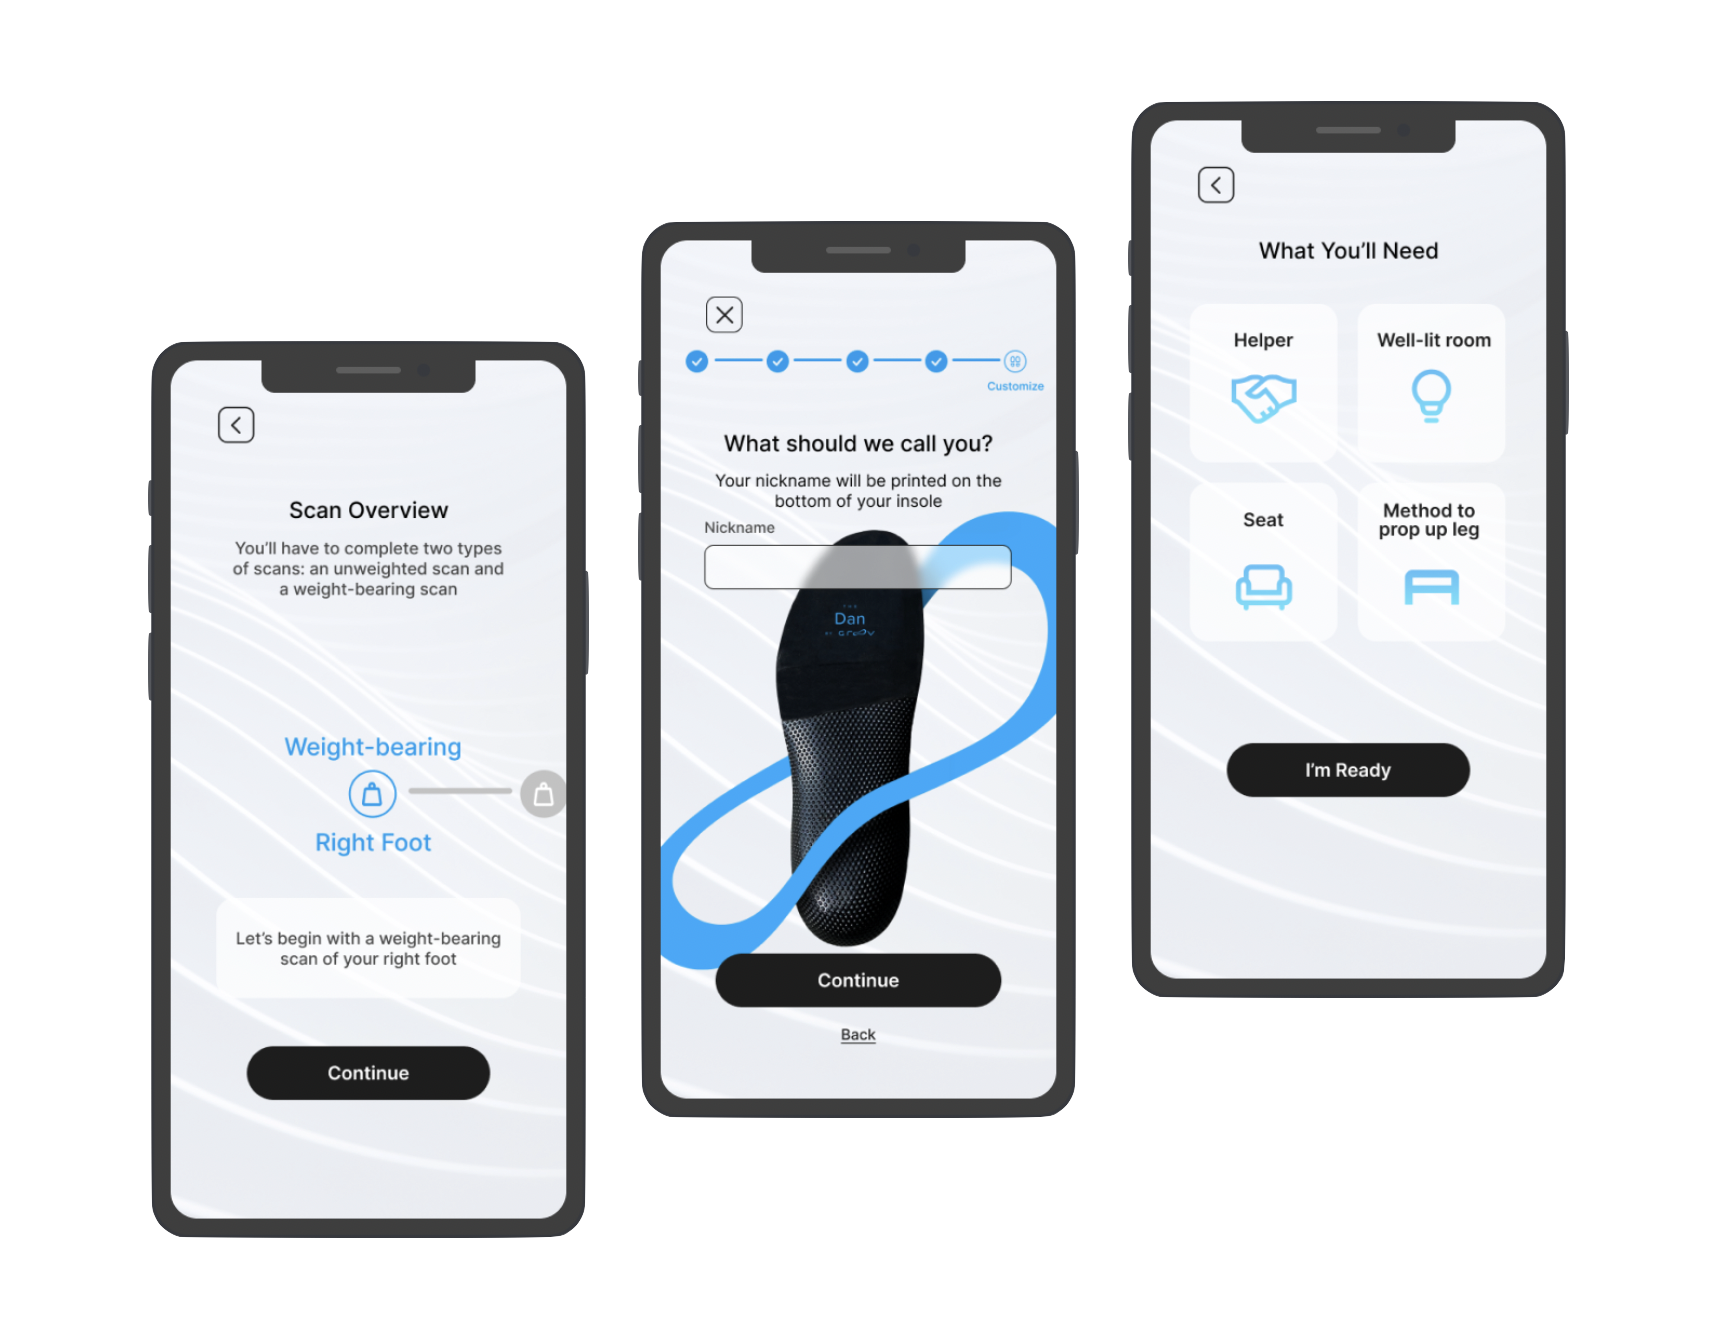 Scan Overview
You'll have to complete two types
of scans: an unweighted scan and
a weight-bearing scan
Weight-bearing
Right Foot
Let's begin with a weight-bearing
scan of your right foot
Continue
Customize
What should we call you?
Your nickname will be printed on the
bottom of your insole
Nickname
THE
Dan
BY GROOV
Continue
Back
What You'll Need
Helper
Well-lit room
Seat
Method to
prop up leg
I'm Ready